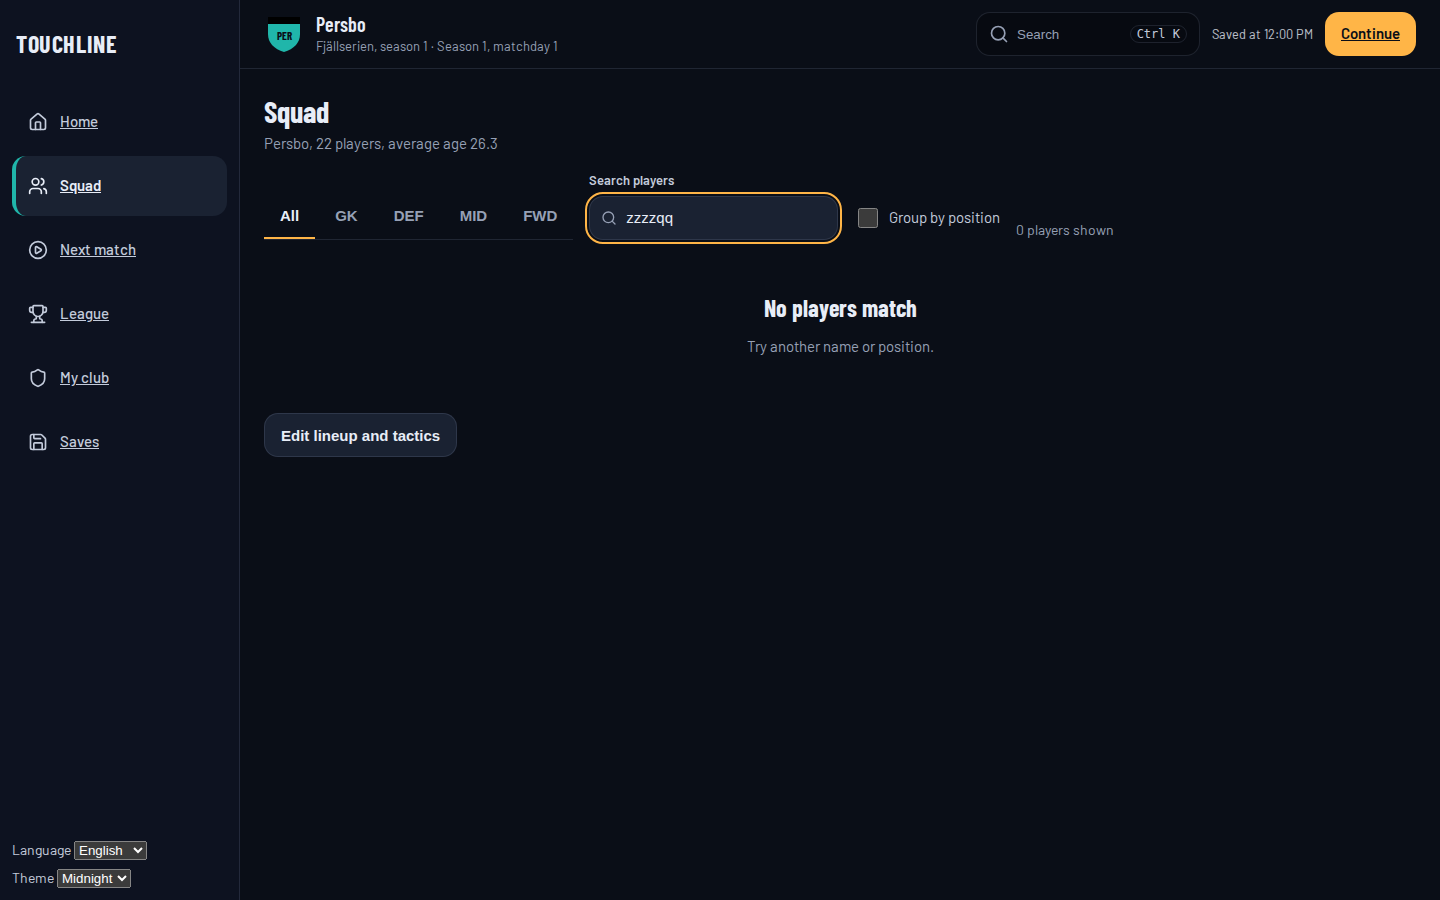 TOUCHLINE
Home
Squad
Next match
League
My club
Saves
Language English
Theme Midnight
PER
Persbo
Fjällserien, season 1 · Season 1, matchday 1
Search Ctrl K
Saved at 12:00 PM
Continue
Squad
Persbo, 22 players, average age 26.3
All GK DEF MID FWD
Search players
zzzzqq
Group by position
0 players shown
No players match
Try another name or position.
Edit lineup and tactics